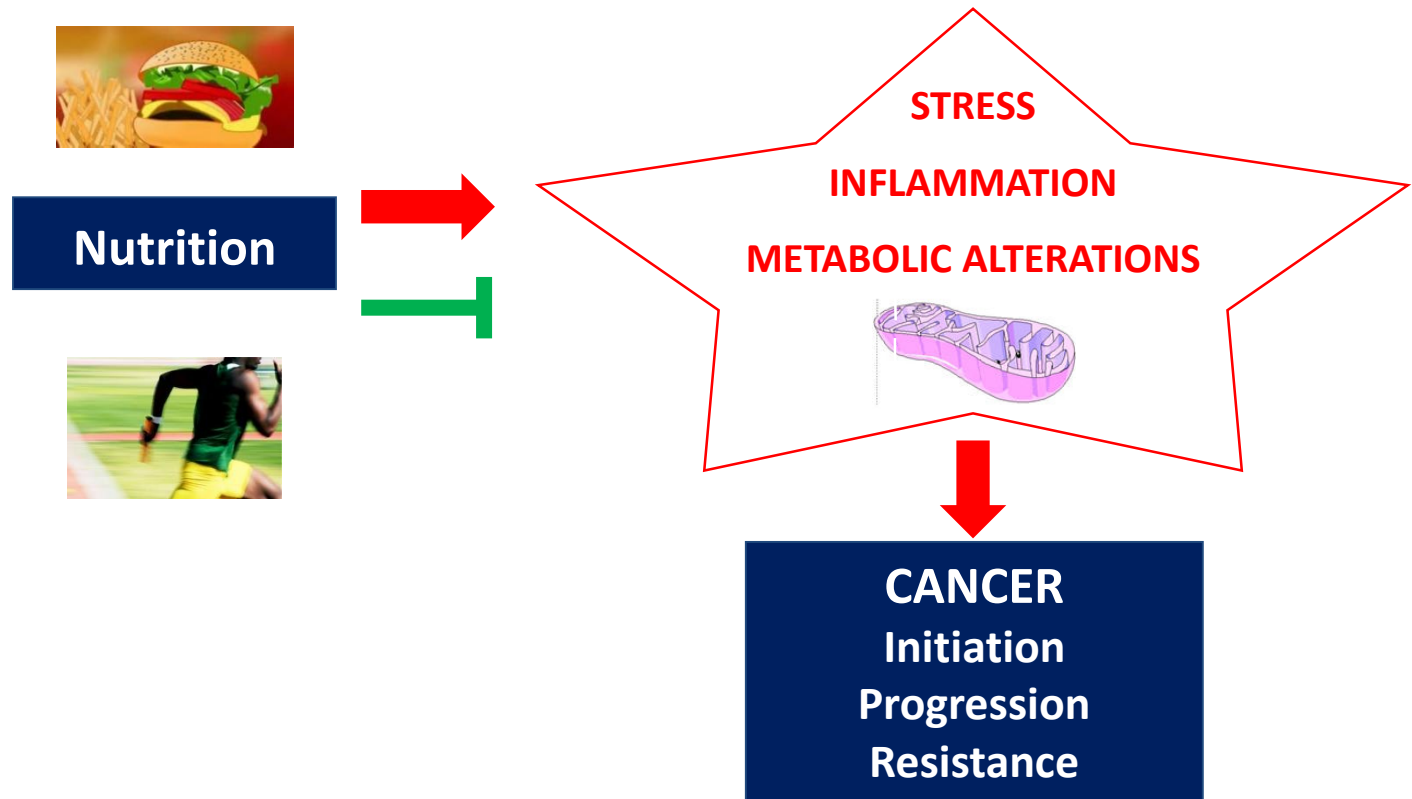 Nutrition
STRESS
INFLAMMATION
METABOLIC ALTERATIONS
CANCER
Initiation
Progression
Resistance